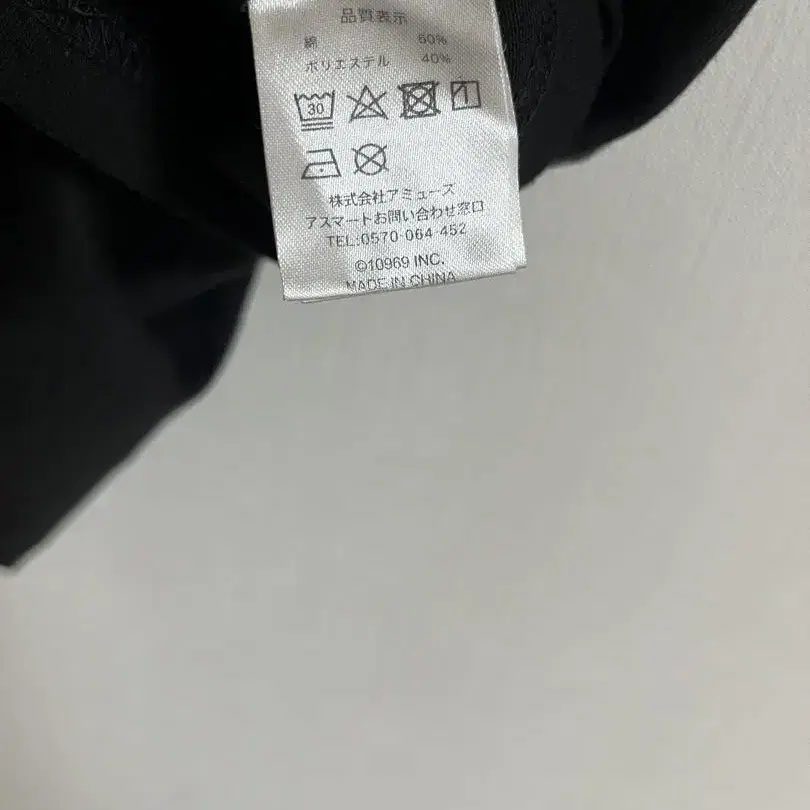 品質表示
綿 60%
ポリエステル 40%
30
株式会社アミューズ
アスマートお問い合わせ窓口
TEL:0570-064-452
©10969 INC.
MADE IN CHINA